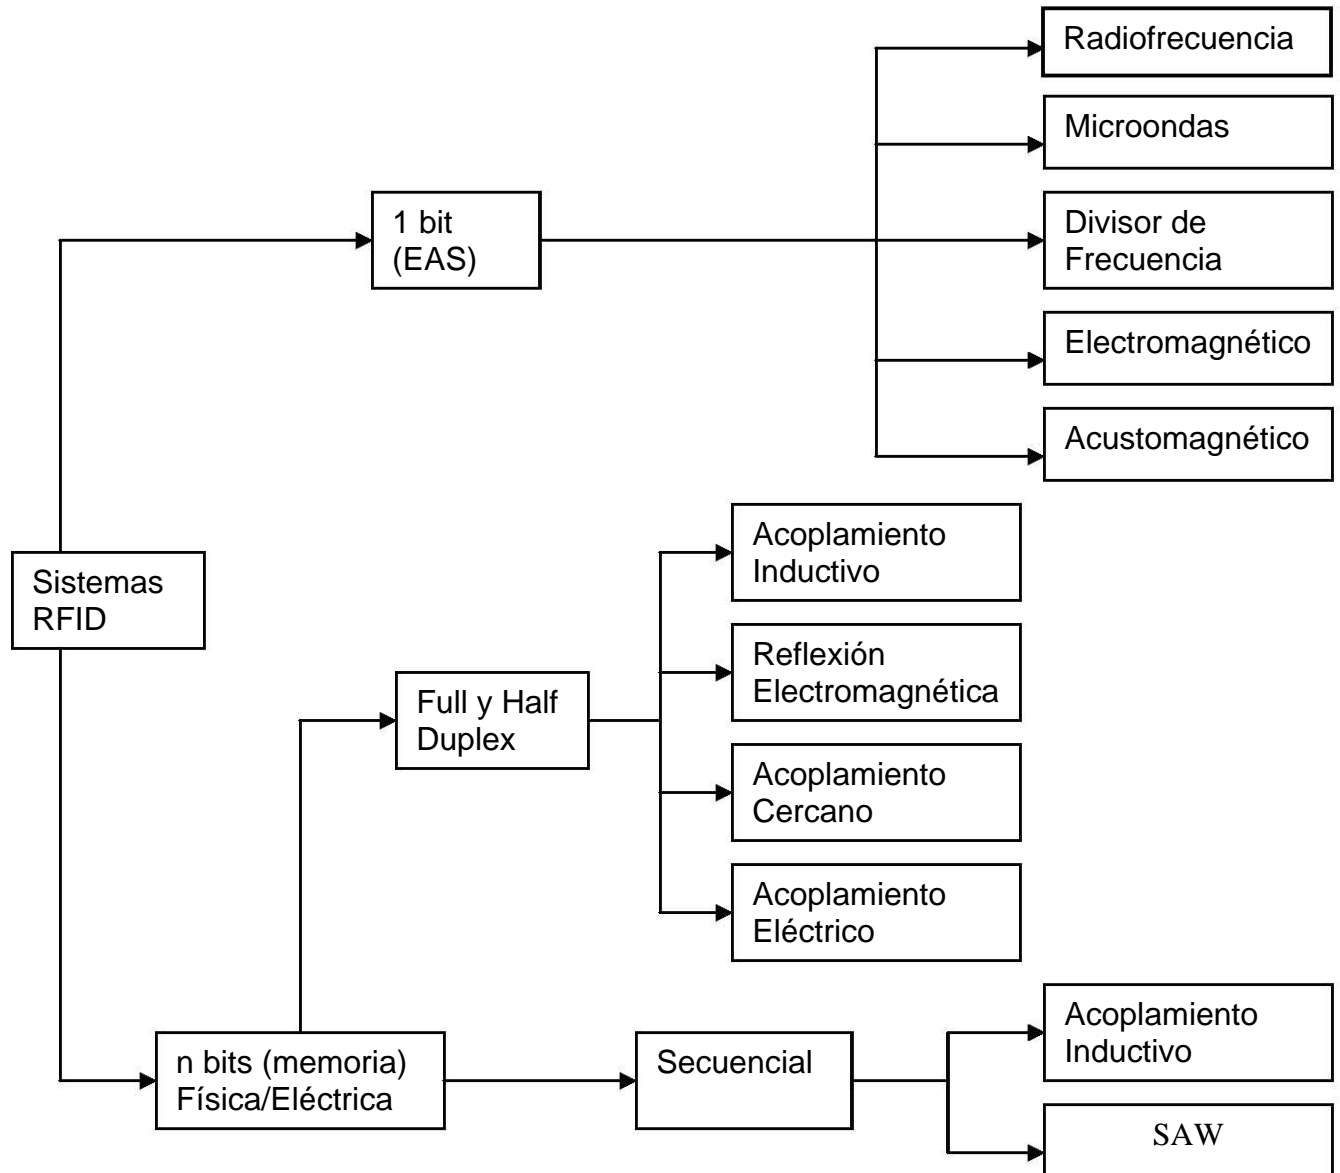 Radiofrecuencia
Microondas
1 bit
(EAS)
Divisor de
Frecuencia
Electromagnético
Acustomagnético
Sistemas
RFID
Acoplamiento
Inductivo
Reflexión
Electromagnética
Full y Half
Duplex
Acoplamiento
Cercano
Acoplamiento
Eléctrico
n bits (memoria)
Física/Eléctrica
Secuencial
Acoplamiento
Inductivo
SAW